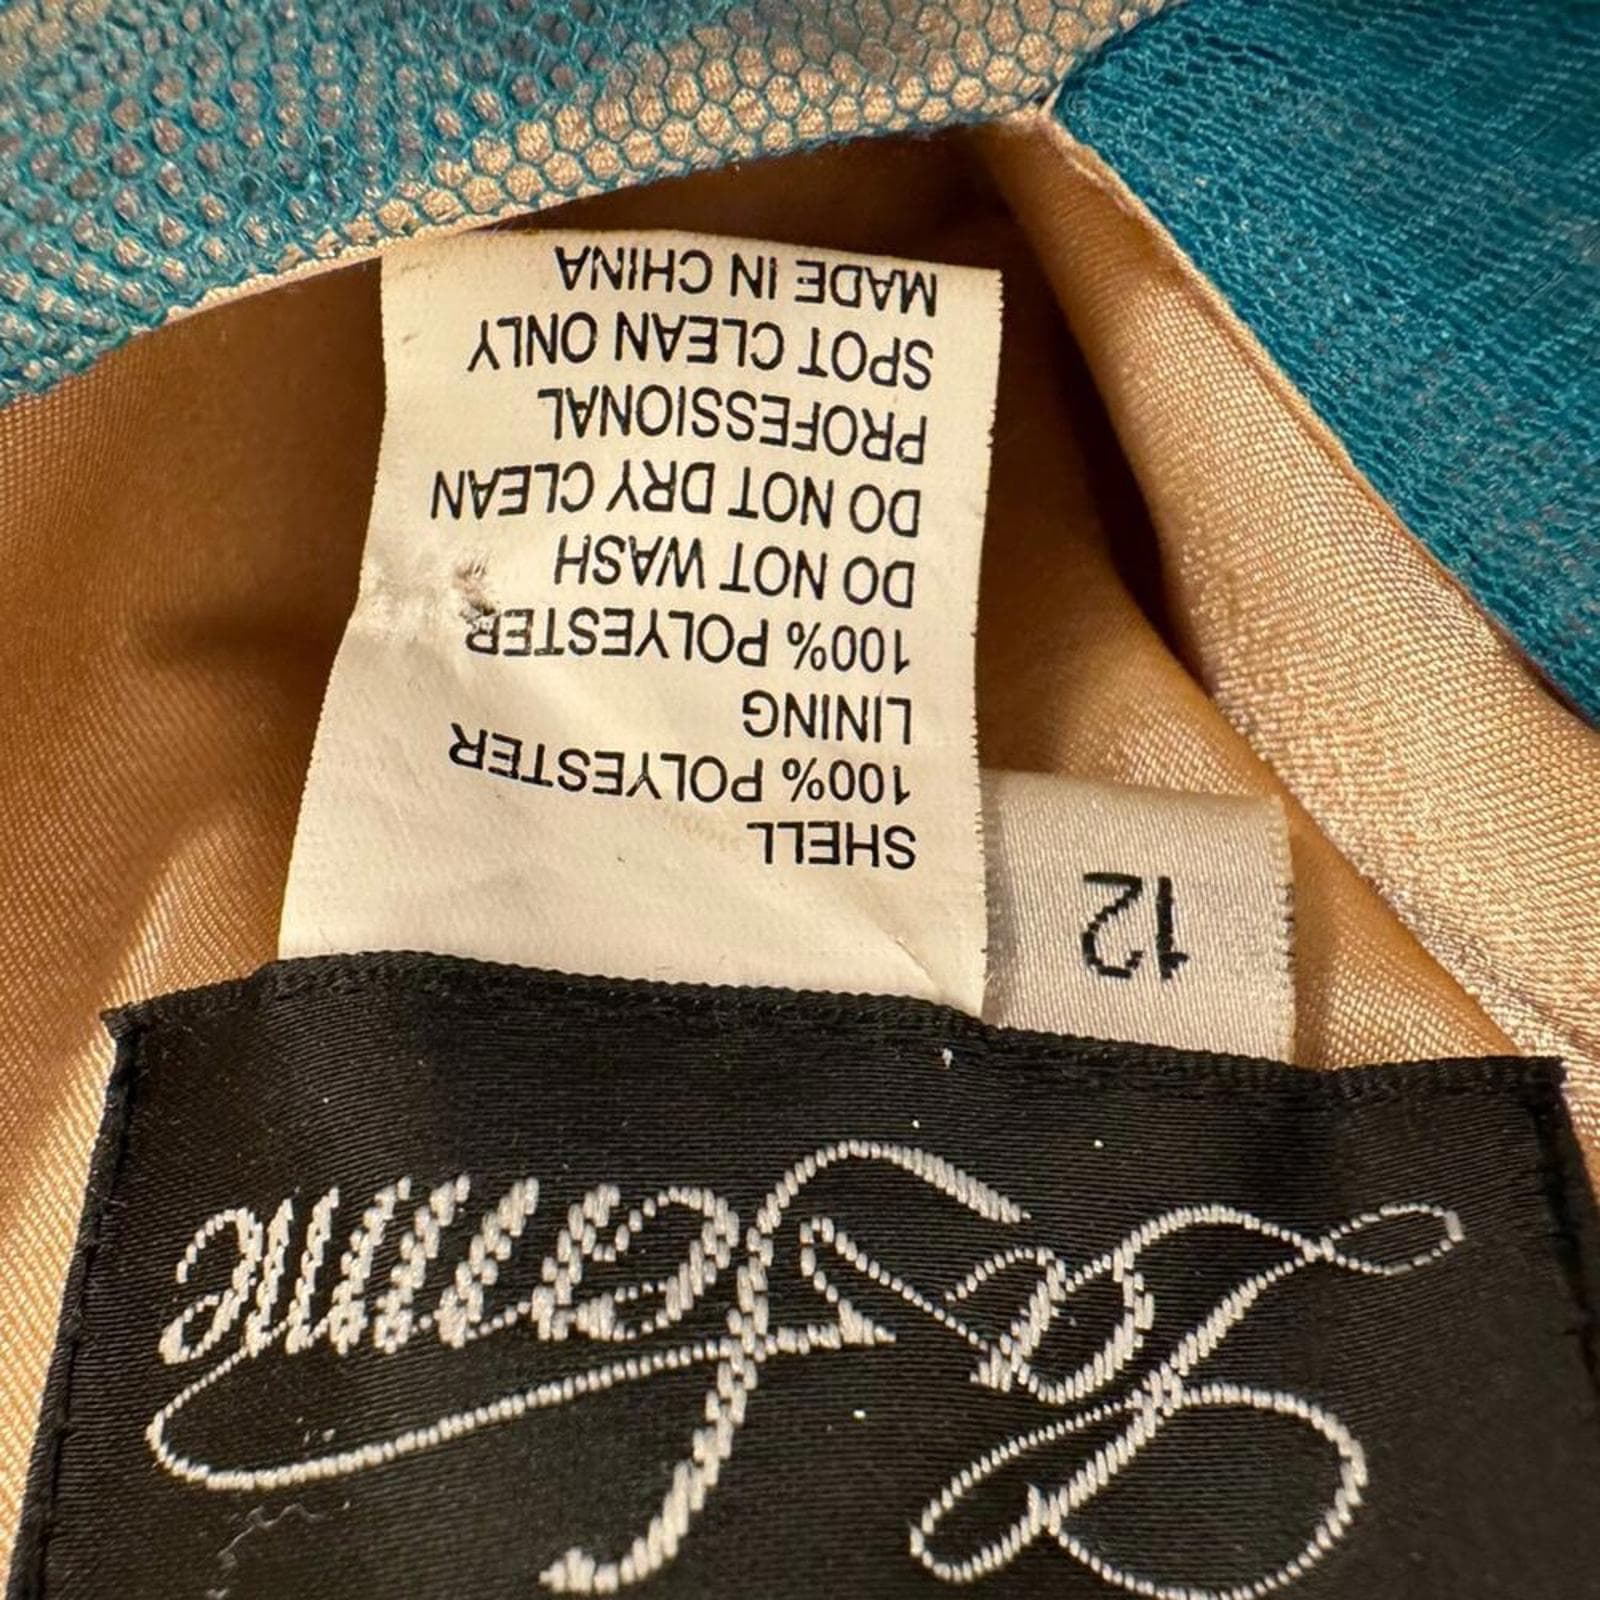 La Femme
12
SHELL
100% POLYESTER
LINING
100% POLYESTER
DO NOT WASH
DO NOT DRY CLEAN
PROFESSIONAL
SPOT CLEAN ONLY
MADE IN CHINA